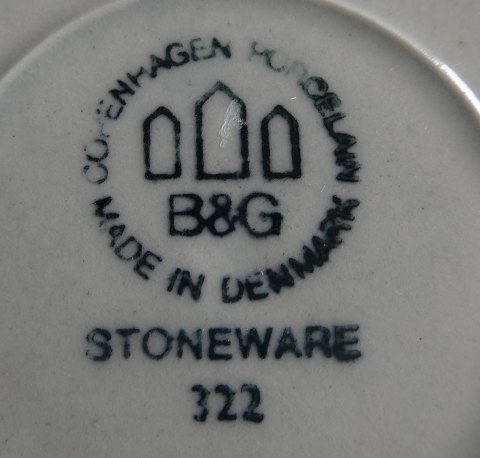 COPENHAGEN PORCELAIN
B&G
MADE IN DENMARK
STONEWARE
322